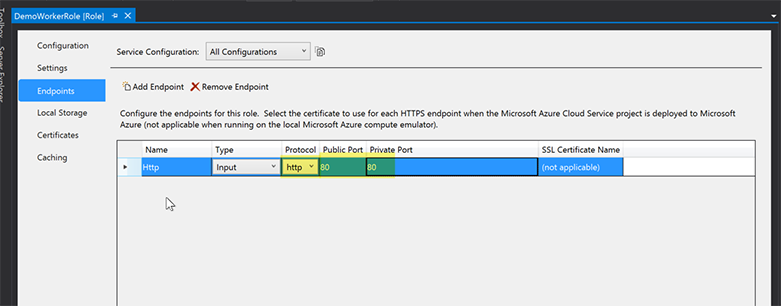 DemoWorkerRole [Role]
Toolbox
Server Explorer
Configuration
Settings
Endpoints
Local Storage
Certificates
Caching
Service Configuration: All Configurations
Add Endpoint Remove Endpoint
Configure the endpoints for this role. Select the certificate to use for each HTTPS endpoint when the Microsoft Azure Cloud Service project is deployed to Microsoft
Azure (not applicable when running on the local Microsoft Azure compute emulator).
Name Type Protocol Public Port Private Port SSL Certificate Name
Http Input http 80 80 (not applicable)